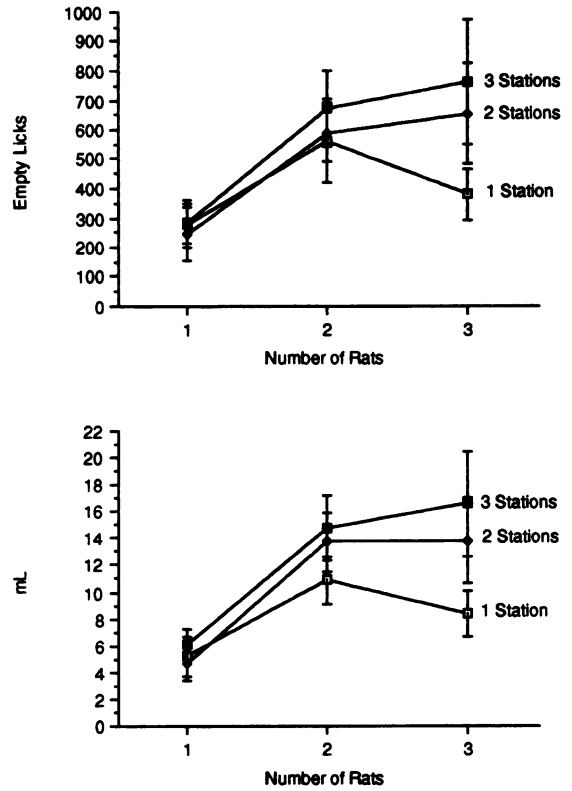 1000
900
800
700
600
500
400
300
200
100
0
Empty Licks
3 Stations
2 Stations
1 Station
1 2 3
Number of Rats
22
20
18
16
14
12
10
8
6
4
2
0
mL
3 Stations
2 Stations
1 Station
1 2 3
Number of Rats